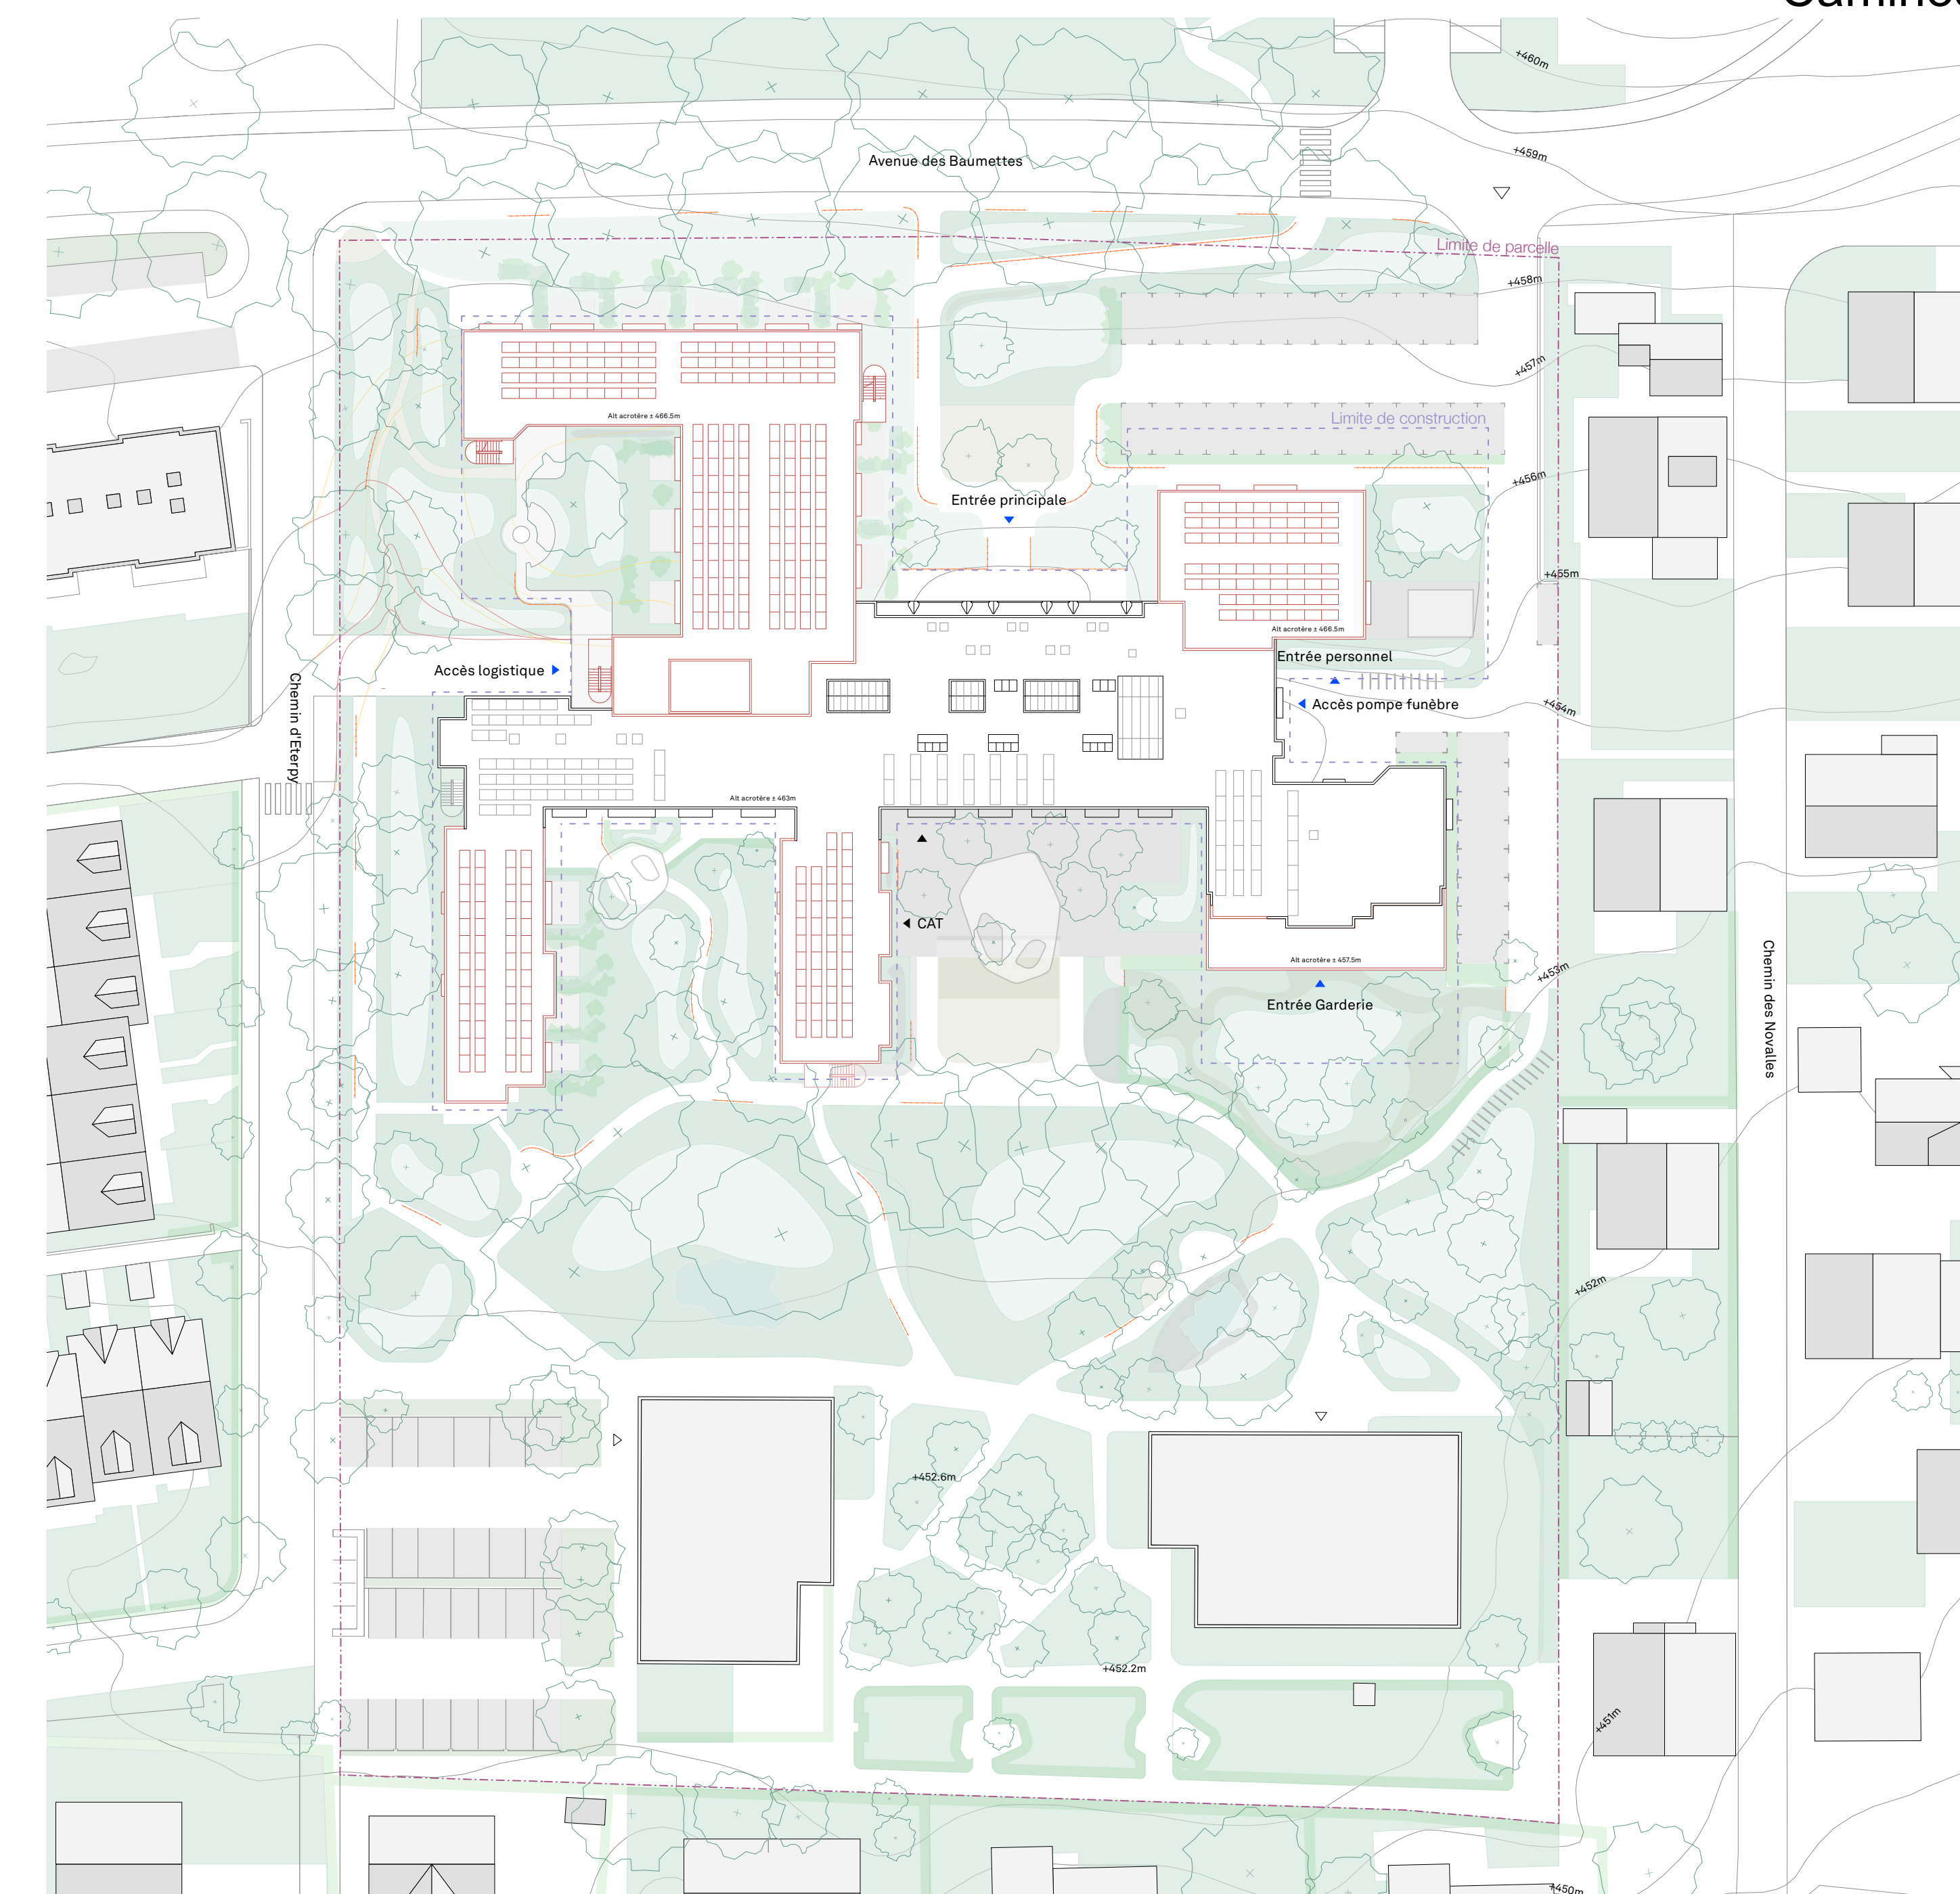 +460m
Avenue des Baumettes
+459m
Limite de parcelle
+458m
+457m
Alt acrotère ± 466.5m
Limite de construction
+456m
Entrée principale
+455m
Alt acrotère ± 466.5m
Entrée personnel
Accès logistique
Accès pompe funèbre
+454m
Chemin d'Eterpy
Alt acrotère ± 463m
CAT
Alt acrotère ± 457.5m
+453m
Entrée Garderie
Chemin des Novalles
+452m
+452.6m
+452.2m
+451m
+450m